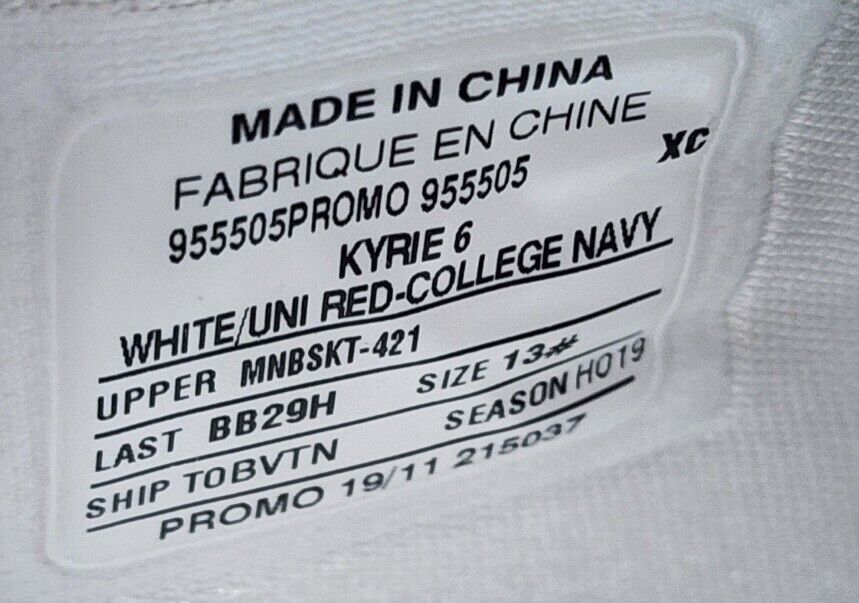 MADE IN CHINA
FABRIQUE EN CHINE
XC
955505PROMO 955505
KYRIE 6
WHITE/UNI RED-COLLEGE NAVY
UPPER MNBSKT-421
LAST BB29H SIZE 13#
SHIP TOBVTN SEASON HO19
PROMO 19/11 215037